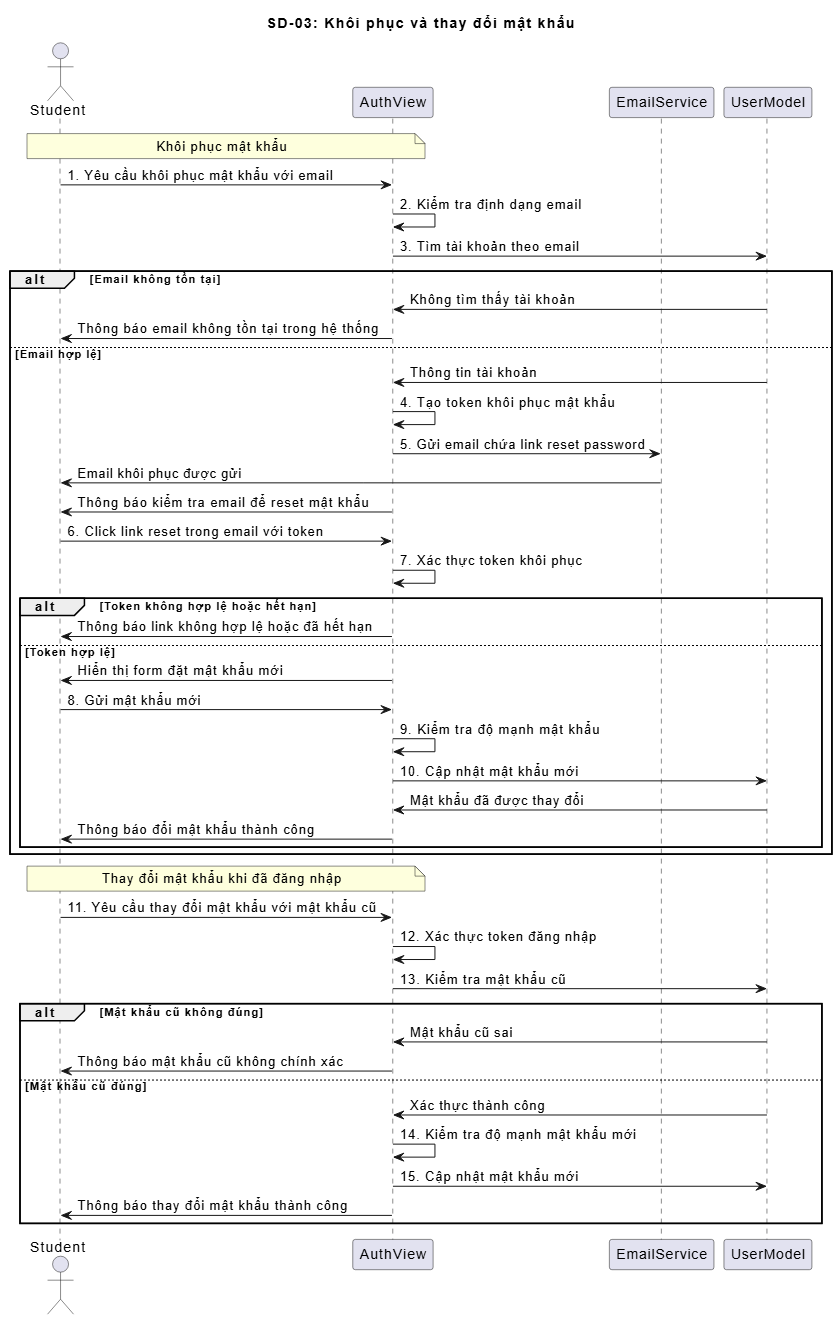 SD-03: Khôi phục và thay đổi mật khẩu
Student
AuthView
EmailService
UserModel
Khôi phục mật khẩu
1. Yêu cầu khôi phục mật khẩu với email
2. Kiểm tra định dạng email
3. Tìm tài khoản theo email
alt [Email không tồn tại]
Không tìm thấy tài khoản
Thông báo email không tồn tại trong hệ thống
[Email hợp lệ]
Thông tin tài khoản
4. Tạo token khôi phục mật khẩu
5. Gửi email chứa link reset password
Email khôi phục được gửi
Thông báo kiểm tra email để reset mật khẩu
6. Click link reset trong email với token
7. Xác thực token khôi phục
alt [Token không hợp lệ hoặc hết hạn]
Thông báo link không hợp lệ hoặc đã hết hạn
[Token hợp lệ]
Hiển thị form đặt mật khẩu mới
8. Gửi mật khẩu mới
9. Kiểm tra độ mạnh mật khẩu
10. Cập nhật mật khẩu mới
Mật khẩu đã được thay đổi
Thông báo đổi mật khẩu thành công
Thay đổi mật khẩu khi đã đăng nhập
11. Yêu cầu thay đổi mật khẩu với mật khẩu cũ
12. Xác thực token đăng nhập
13. Kiểm tra mật khẩu cũ
alt [Mật khẩu cũ không đúng]
Mật khẩu cũ sai
Thông báo mật khẩu cũ không chính xác
[Mật khẩu cũ đúng]
Xác thực thành công
14. Kiểm tra độ mạnh mật khẩu mới
15. Cập nhật mật khẩu mới
Thông báo thay đổi mật khẩu thành công
Student
AuthView
EmailService
UserModel